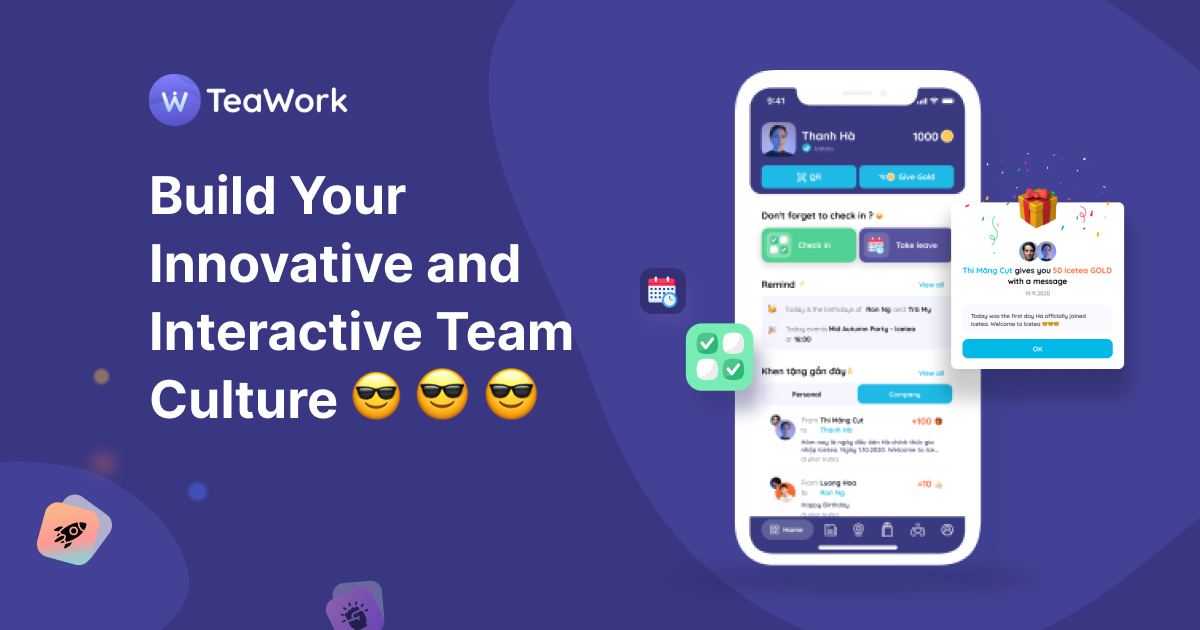 TeaWork
Build Your
Innovative and
Interactive Team
Culture 😎 😎 😎
9:41
Thanh Hà
1000
Icetea
QR
Give Gold
Don't forget to check in ?
Check in
Take leave
Remind
View all
Today is the birthdays of Ron Ng and Trà My
Today events Mid Autumn Party - Icetea
at 16:00
Khen tặng gần đây
View all
Personal
Company
From Thi Măng Cụt
+100
to Thanh Hà
Hôm nay là ngày đầu tiên Hà chính thức gia
nhập Icetea. Ngày 1.10.2020. Welcome to Ice...
From Luong Hoa
+10
to Ron Ng
Happy Birthday
Home
Thi Măng Cụt gives you 50 Icetea GOLD
with a message
19.11.2020
Today was the first day Ha officially joined
Icetea. Welcome to Icetea 😎😎😎
OK